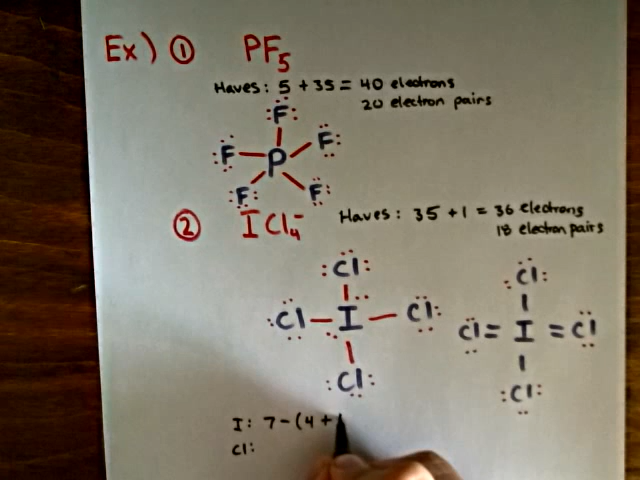 Ex) ① PF5
Haves: 5 + 35 = 40 electrons
20 electron pairs
F
F P F
F F
② ICl4-
Haves: 35 + 1 = 36 electrons
18 electron pairs
Cl
Cl — I — Cl
Cl
Cl
Cl = I = Cl
Cl
I: 7 - (4 +
Cl: